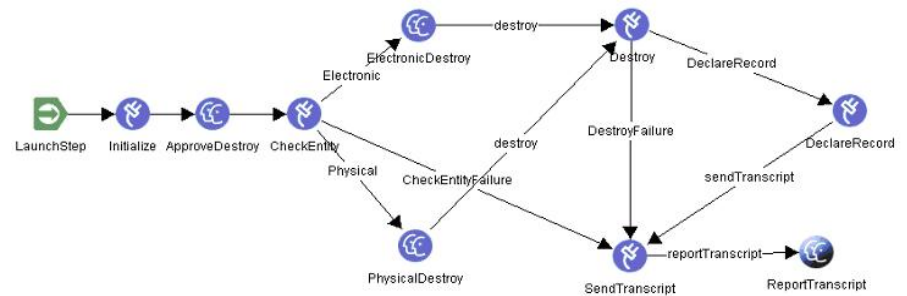 destroy
ElectronicDestroy
Destroy
DeclareRecord
Electronic
LaunchStep
Initialize
ApproveDestroy
CheckEntity
destroy
DestroyFailure
DeclareRecord
Physical
CheckEntityFailure
sendTranscript
PhysicalDestroy
reportTranscript
SendTranscript
ReportTranscript